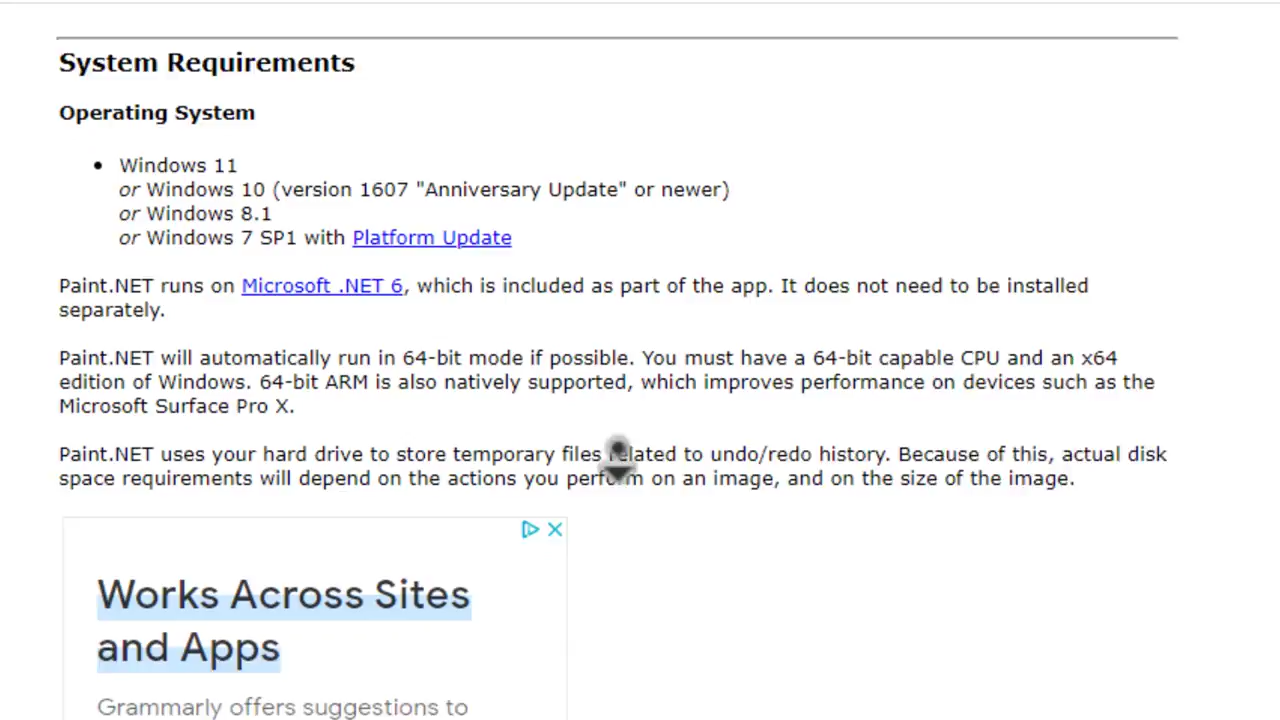 System Requirements
Operating System
Windows 11
or Windows 10 (version 1607 "Anniversary Update" or newer)
or Windows 8.1
or Windows 7 SP1 with Platform Update
Paint.NET runs on Microsoft .NET 6, which is included as part of the app. It does not need to be installed
separately.
Paint.NET will automatically run in 64-bit mode if possible. You must have a 64-bit capable CPU and an x64
edition of Windows. 64-bit ARM is also natively supported, which improves performance on devices such as the
Microsoft Surface Pro X.
Paint.NET uses your hard drive to store temporary files related to undo/redo history. Because of this, actual disk
space requirements will depend on the actions you perform on an image, and on the size of the image.
Works Across Sites
and Apps
Grammarly offers suggestions to